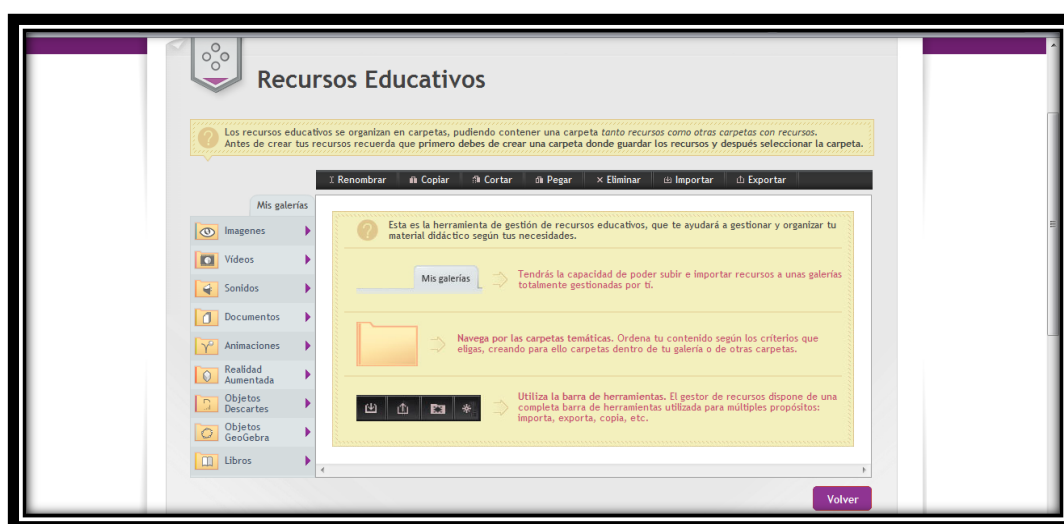 Recursos Educativos
Los recursos educativos se organizan en carpetas, pudiendo contener una carpeta tanto recursos como otras carpetas con recursos.
Antes de crear tus recursos recuerda que primero debes de crear una carpeta donde guardar los recursos y después seleccionar la carpeta.
Renombrar Copiar Cortar Pegar Eliminar Importar Exportar
Mis galerías
Imagenes
Vídeos
Sonidos
Documentos
Animaciones
Realidad
Aumentada
Objetos
Descartes
Objetos
GeoGebra
Libros
Esta es la herramienta de gestión de recursos educativos, que te ayudará a gestionar y organizar tu
material didáctico según tus necesidades.
Mis galerías
Tendrás la capacidad de poder subir e importar recursos a unas galerías
totalmente gestionadas por tí.
Navega por las carpetas temáticas. Ordena tu contenido según los criterios que
eligas, creando para ello carpetas dentro de tu galería o de otras carpetas.
Utiliza la barra de herramientas. El gestor de recursos dispone de una
completa barra de herramientas utilizada para múltiples propósitos:
importa, exporta, copia, etc.
Volver